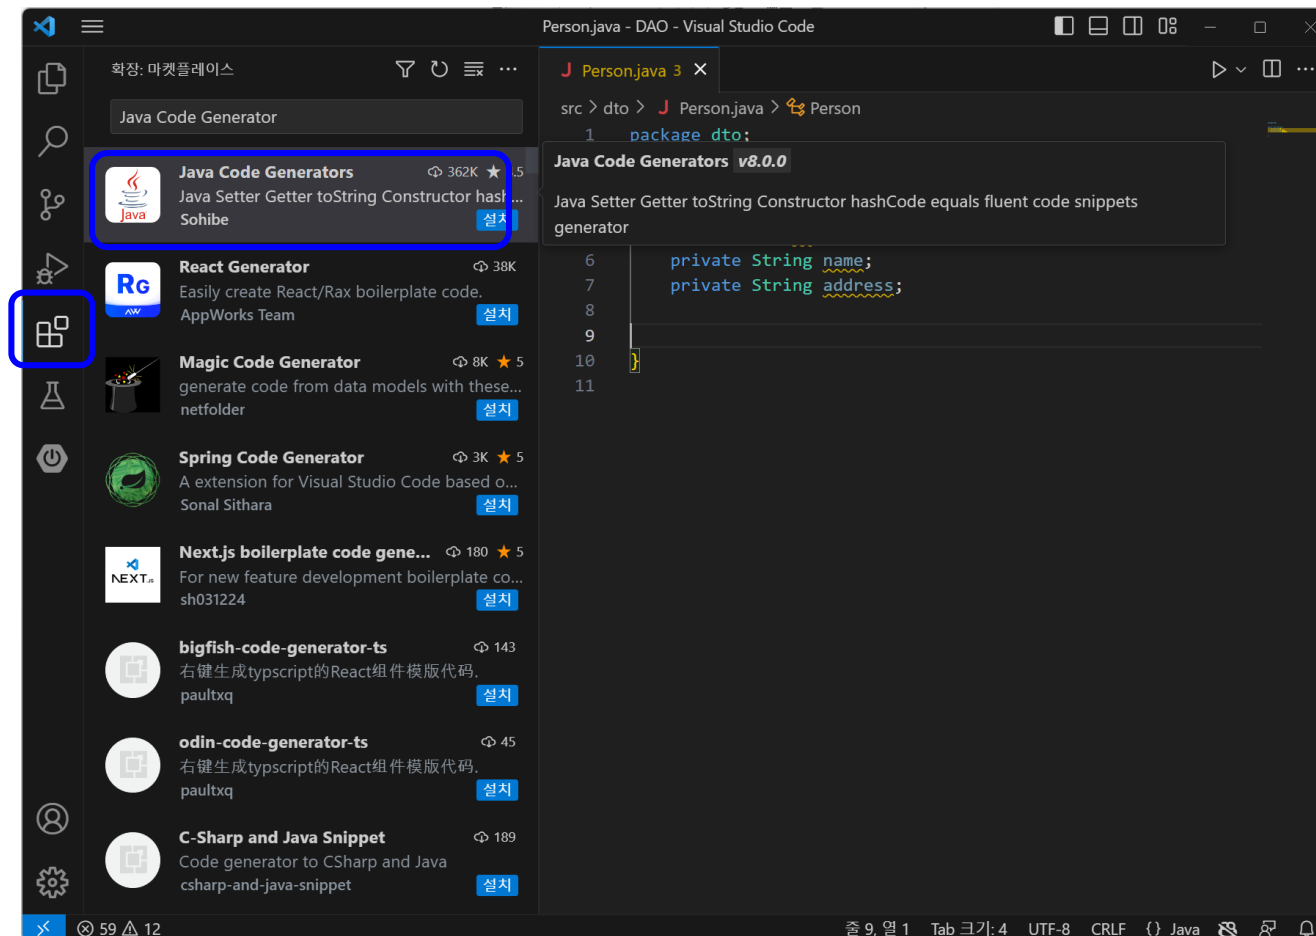 Person.java - DAO - Visual Studio Code
확장: 마켓플레이스
Java Code Generator
Java Code Generators 362K ★ .5
Java Setter Getter toString Constructor hash...
Sohibe 설치
Java
React Generator 38K
Easily create React/Rax boilerplate code.
AppWorks Team 설치
RG
AW
Magic Code Generator 8K ★ 5
generate code from data models with these...
netfolder 설치
Spring Code Generator 3K ★ 5
A extension for Visual Studio Code based o...
Sonal Sithara 설치
Next.js boilerplate code gene... 180 ★ 5
For new feature development boilerplate co...
sh031224 설치
NEXT.JS
bigfish-code-generator-ts 143
右键生成typscript的React组件模版代码.
paultxq 설치
odin-code-generator-ts 45
右键生成typscript的React组件模版代码.
paultxq 설치
C-Sharp and Java Snippet 189
Code generator to CSharp and Java
csharp-and-java-snippet 설치
J Person.java 3 ×
src > dto > J Person.java > Person
1 package dto;
Java Code Generators v8.0.0
Java Setter Getter toString Constructor hashCode equals fluent code snippets
generator
6 private String name;
7 private String address;
8
9
10 }
11
59 12
줄 9, 열 1 Tab 크기: 4 UTF-8 CRLF {} Java